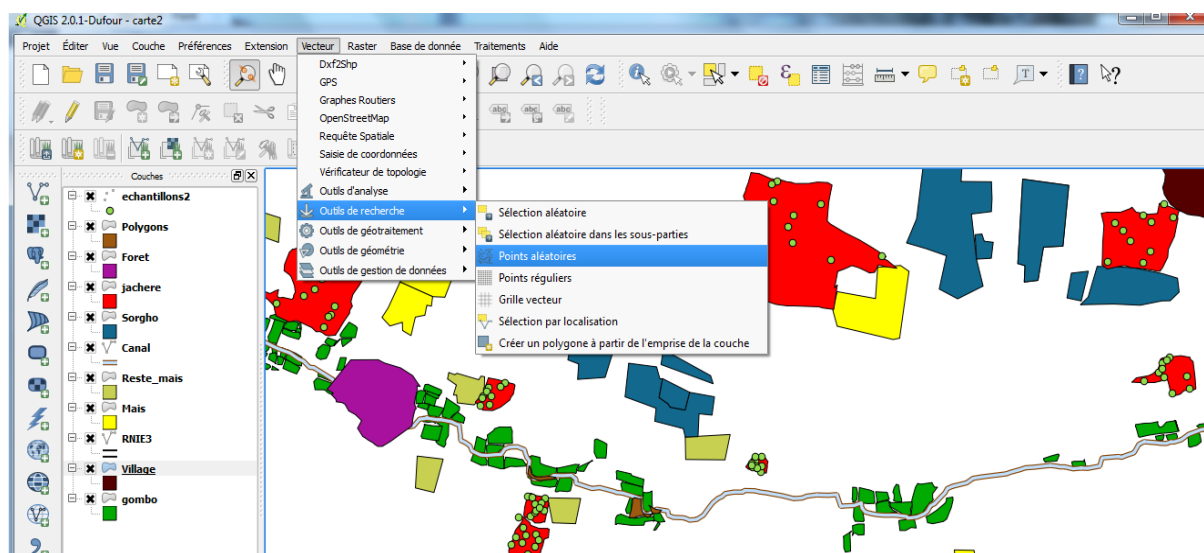 QGIS 2.0.1-Dufour - carte2
Projet Éditer Vue Couche Préférences Extension Vecteur Raster Base de donnée Traitements Aide
Dxf2Shp
GPS
Graphes Routiers
OpenStreetMap
Requête Spatiale
Saisie de coordonnées
Vérificateur de topologie
Outils d'analyse
Outils de recherche
Outils de géotraitement
Outils de géométrie
Outils de gestion de données
Sélection aléatoire
Sélection aléatoire dans les sous-parties
Points aléatoires
Points réguliers
Grille vecteur
Sélection par localisation
Créer un polygone à partir de l'emprise de la couche
abc abc abc
Couches
echantillons2
Polygons
Foret
jachere
Sorgho
Canal
Reste_mais
Mais
RNIE3
Village
gombo